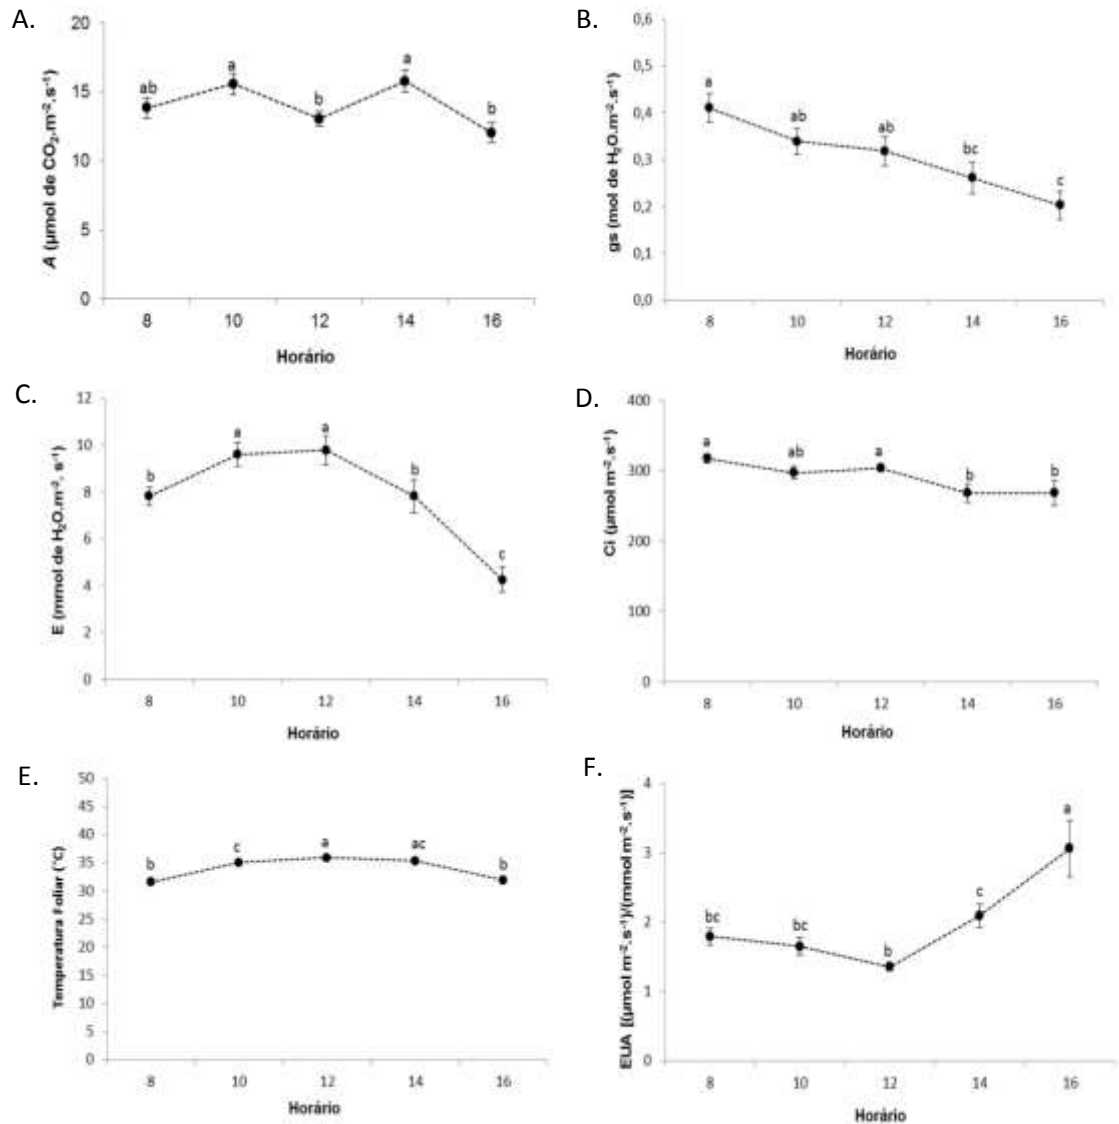 A.
A (µmol de CO₂.m⁻².s⁻¹)
20
15
10
5
0
ab
a
b
a
b
8 10 12 14 16
Horário
B.
gs (mol de H₂O.m⁻².s⁻¹)
0,6
0,5
0,4
0,3
0,2
0,1
0,0
a
ab
ab
bc
c
8 10 12 14 16
Horário
C.
E (mmol de H₂O.m⁻². s⁻¹)
12
10
8
6
4
2
0
b
a
a
b
c
8 10 12 14 16
Horário
D.
Ci (µmol m⁻².s⁻¹)
400
300
200
100
0
a
ab
a
b
b
8 10 12 14 16
Horário
E.
Temperatura Foliar (°C)
50
45
40
35
30
25
20
15
10
5
0
b
c
a
ac
b
8 10 12 14 16
Horário
F.
EUA [(µmol m⁻².s⁻¹)/(mmol m⁻².s⁻¹)]
4
3
2
1
0
bc
bc
b
c
a
8 10 12 14 16
Horário